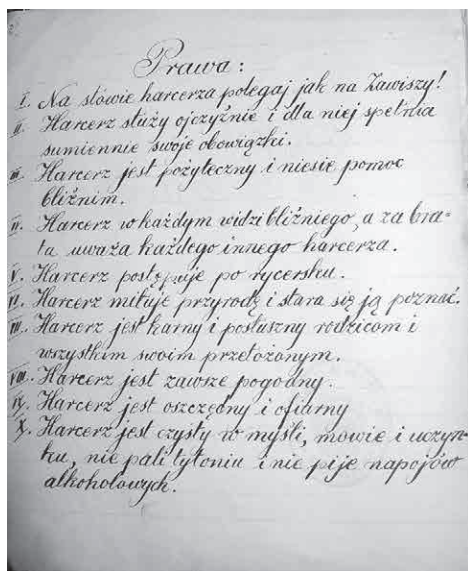 Prawa:
I. Na słowie harcerza polegaj jak na Zawiszy!
II. Harcerz służy ojczyźnie i dla niej spełnia
sumiennie swoje obowiązki.
III. Harcerz jest pożyteczny i niesie pomoc
bliźnim.
IV. Harcerz w każdym widzi bliźniego, a za bra-
ta uważa każdego innego harcerza.
V. Harcerz postępuje po rycersku.
VI. Harcerz miłuje przyrodę i stara się ją poznać.
VII. Harcerz jest karny i posłuszny rodzicom i
wszystkim swoim przełożonym.
VIII. Harcerz jest zawsze pogodny.
IX. Harcerz jest oszczędny i ofiarny
X. Harcerz jest czysty w myśli, mowie i uczyn-
ku, nie pali tytoniu i nie pije napojów
alkoholowych.